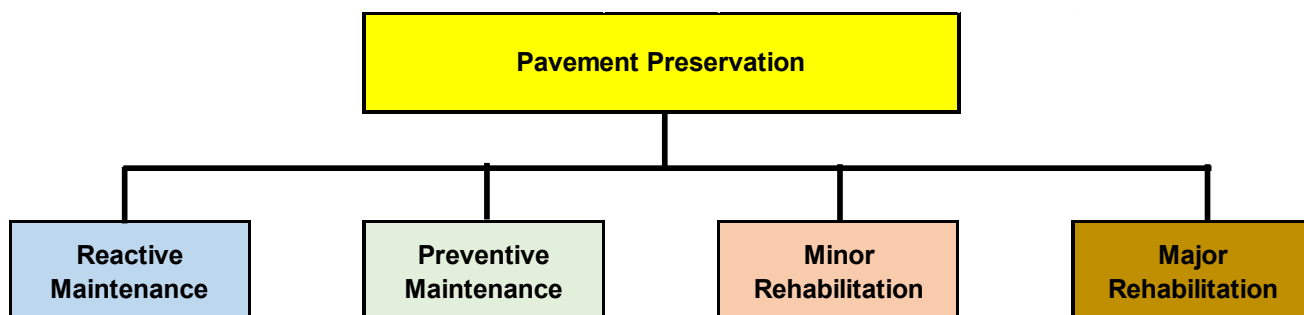 Pavement Preservation
Reactive
Maintenance
Preventive
Maintenance
Minor
Rehabilitation
Major
Rehabilitation